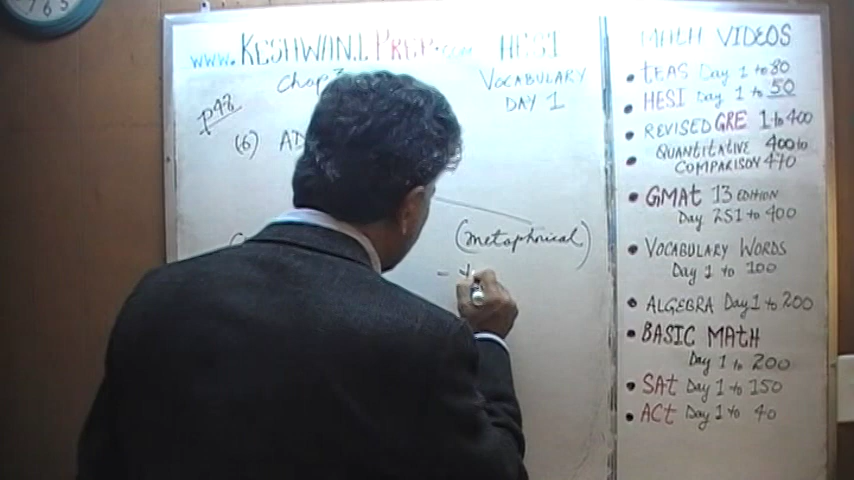 www. KESHWANI PREP.com HESI
Chap 3 VOCABULARY
DAY 1
p48
(6) AD
(metaphorical)
MATH VIDEOS
• TEAS Day 1 to 80
• HESI Day 1 to 50
• REVISED GRE 1 to 400
• QUANTITATIVE 400 to
COMPARISON 470
• GMAT 13 EDITION
Day 251 to 400
• VOCABULARY WORDS
Day 1 to 100
• ALGEBRA Day 1 to 200
• BASIC MATH
Day 1 to 200
• SAT Day 1 to 150
• ACT Day 1 to 40